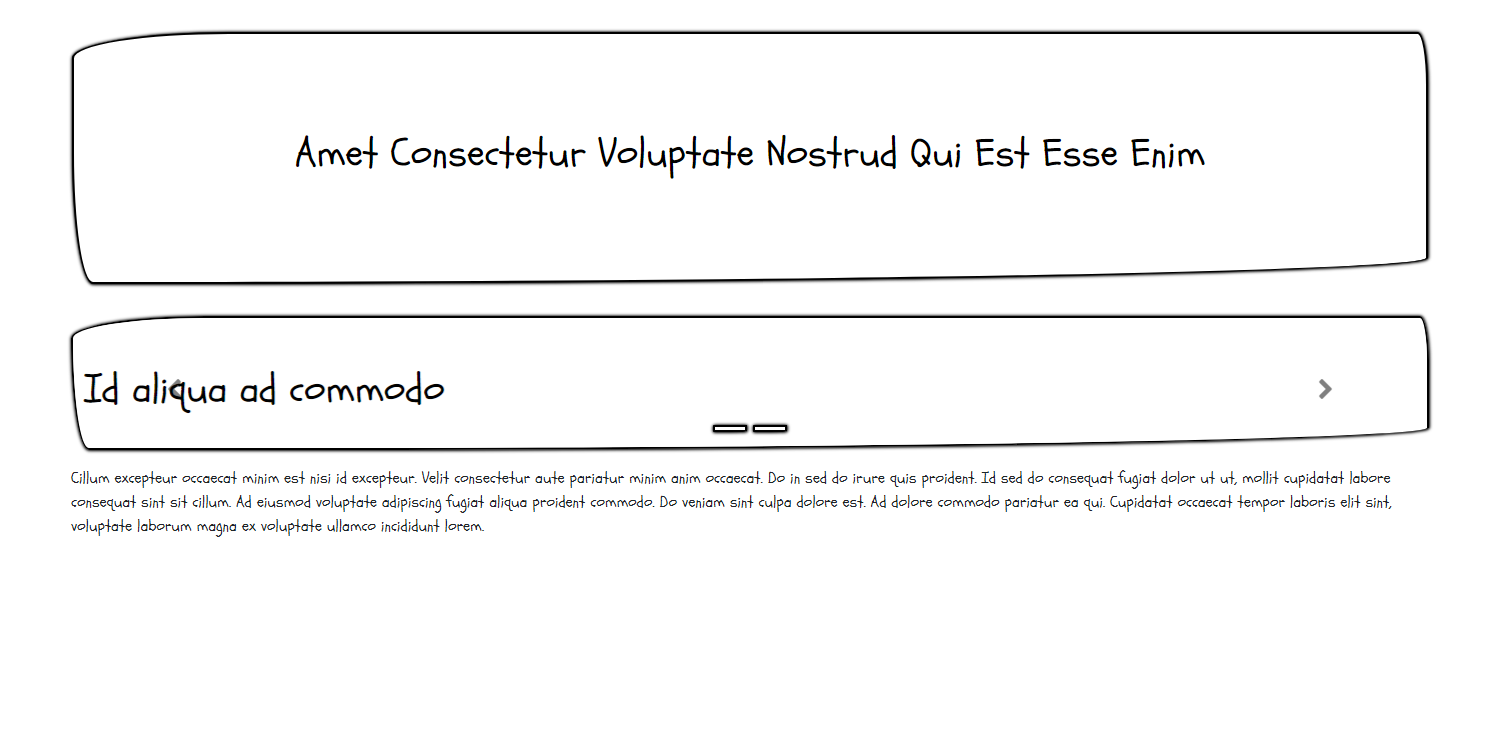 Amet Consectetur Voluptate Nostrud Qui Est Esse Enim
Id aliqua ad commodo
Cillum excepteur occaecat minim est nisi id excepteur. Velit consectetur aute pariatur minim anim occaecat. Do in sed do irure quis proident. Id sed do consequat fugiat dolor ut ut, mollit cupidatat labore
consequat sint sit cillum. Ad eiusmod voluptate adipiscing fugiat aliqua proident commodo. Do veniam sint culpa dolore est. Ad dolore commodo pariatur ea qui. Cupidatat occaecat tempor laboris elit sint,
voluptate laborum magna ex voluptate ullamco incididunt lorem.